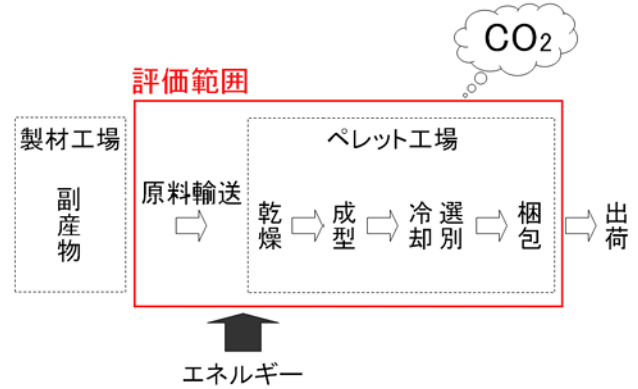 CO2
評価範囲
製材工場
副産物
原料輸送
ペレット工場
乾燥
成型
冷却
選別
梱包
出荷
エネルギー